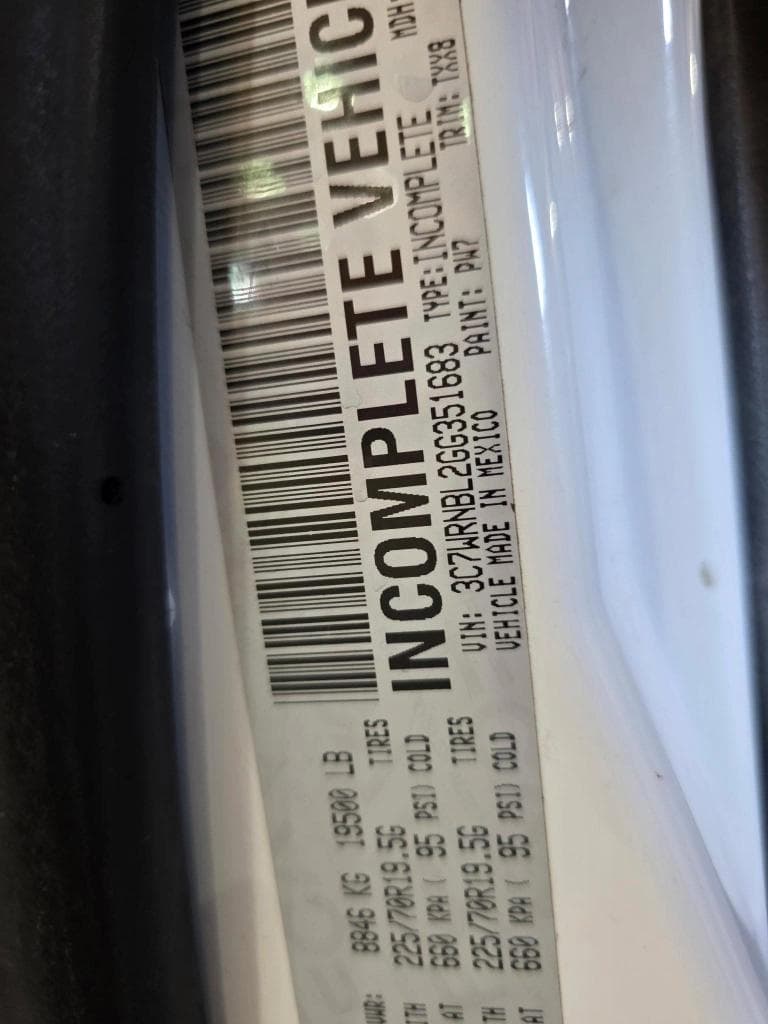 8846 KG 19500 LB
225/70R19.5G TIRES
660 KPA ( 95 PSI) COLD
225/70R19.5G TIRES
660 KPA ( 95 PSI) COLD
INCOMPLETE VEHICL
VIN: 3C7WRNBL2GG351683 TYPE:INCOMPLETE MDH
VEHICLE MADE IN MEXICO PAINT: PW7 TRIM: TXX8